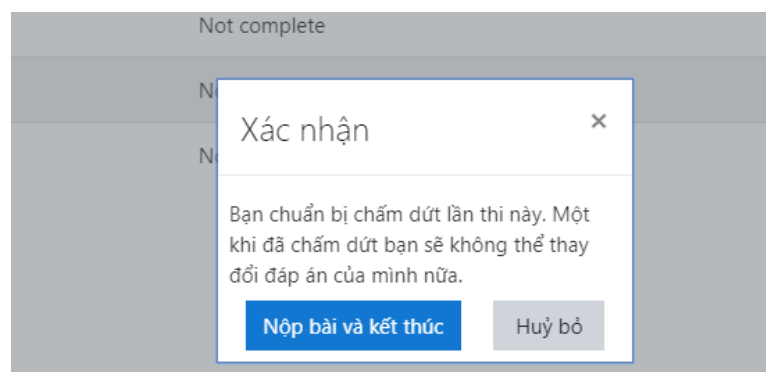 Not complete
Xác nhận
×
Bạn chuẩn bị chấm dứt lần thi này. Một
khi đã chấm dứt bạn sẽ không thể thay
đổi đáp án của mình nữa.
Nộp bài và kết thúc
Huỷ bỏ